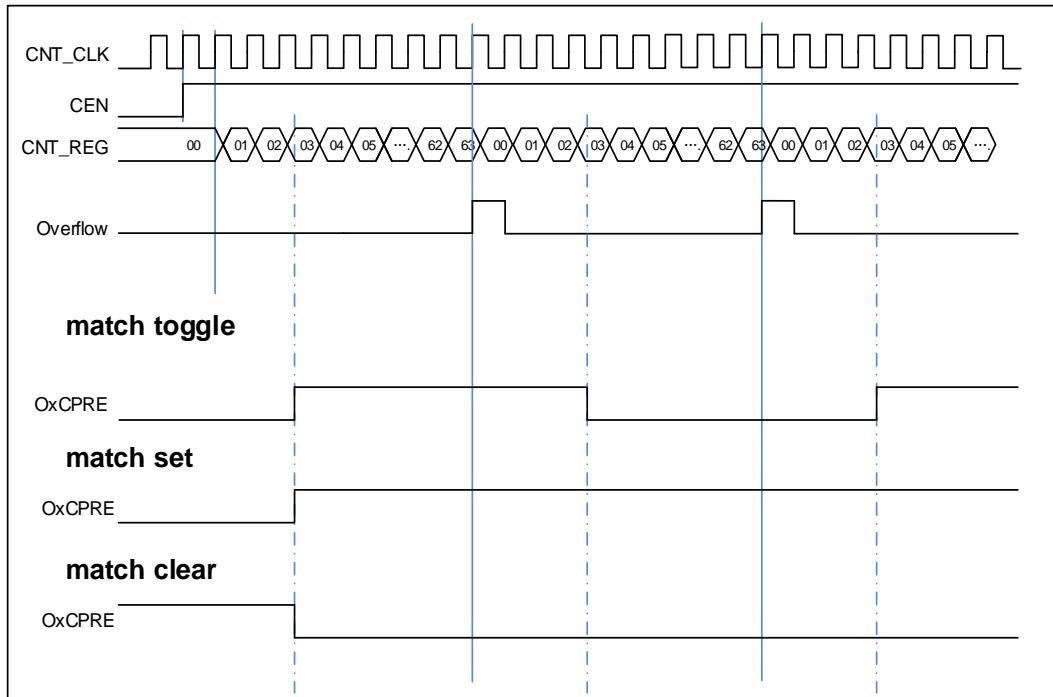 CNT_CLK
CEN
CNT_REG 00 01 02 03 04 05 ···. 62 63 00 01 02 03 04 05 ···. 62 63 00 01 02 03 04 05 ···.
Overflow
match toggle
OxCPRE
match set
OxCPRE
match clear
OxCPRE